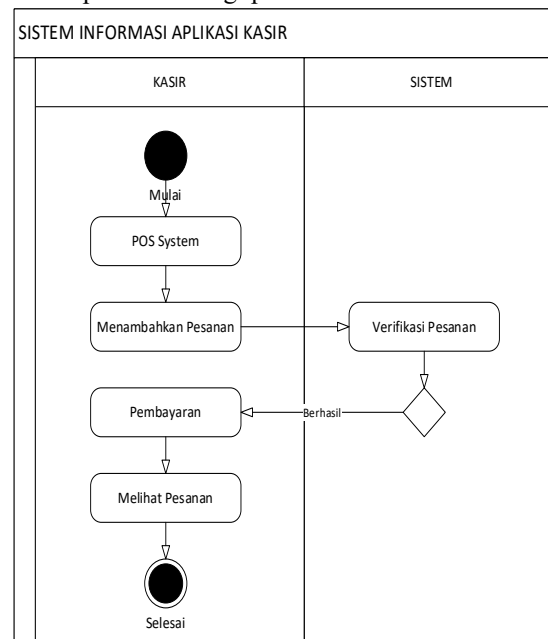 SISTEM INFORMASI APLIKASI KASIR
KASIR
SISTEM
Mulai
POS System
Menambahkan Pesanan
Verifikasi Pesanan
Pembayaran
Berhasil
Melihat Pesanan
Selesai